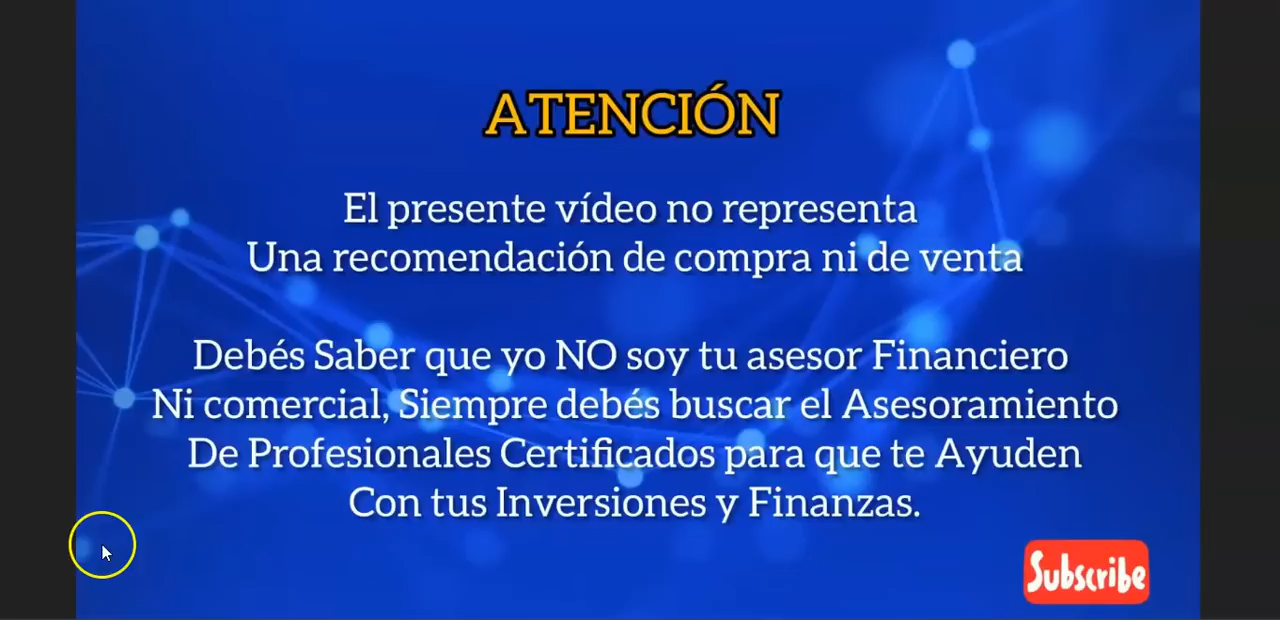 ATENCIÓN
El presente vídeo no representa
Una recomendación de compra ni de venta
Debés Saber que yo NO soy tu asesor Financiero
Ni comercial, Siempre debés buscar el Asesoramiento
De Profesionales Certificados para que te Ayuden
Con tus Inversiones y Finanzas.
Subscribe